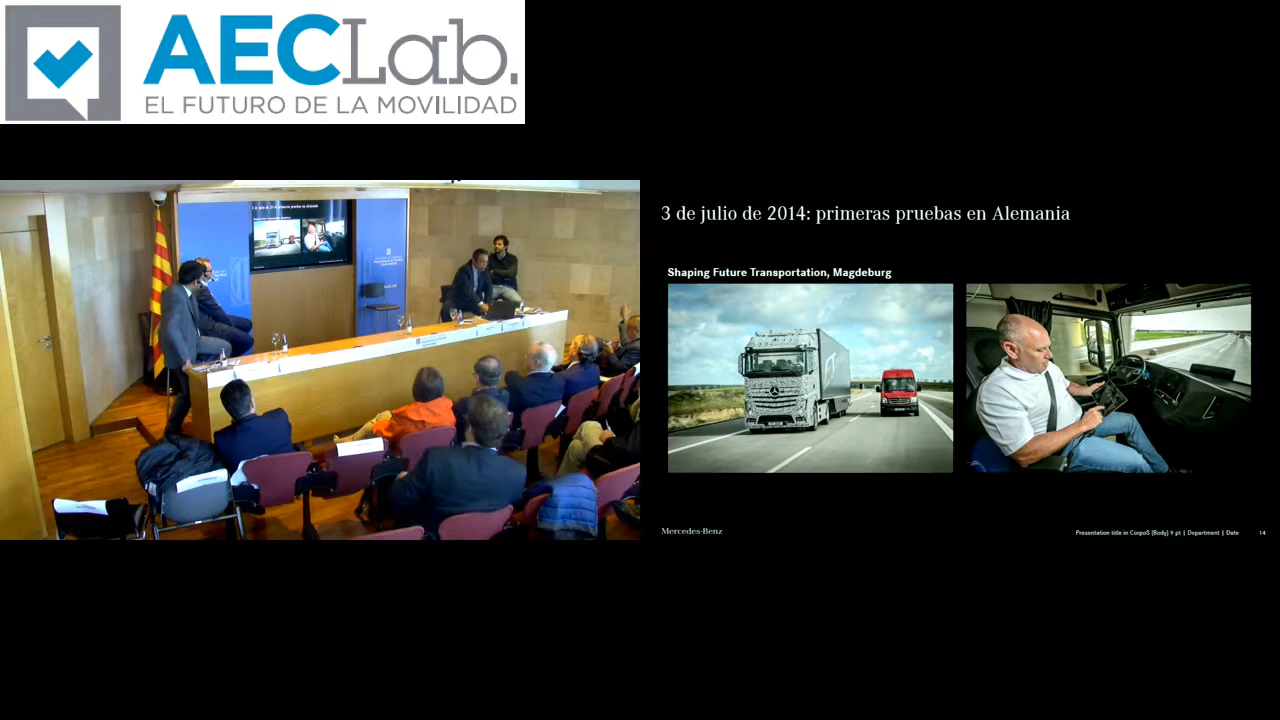 AECLab.
EL FUTURO DE LA MOVILIDAD
3 de julio de 2014: primeras pruebas en Alemania
Shaping Future Transportation, Magdeburg
Mercedes-Benz
Presentation title in CorpoS (Body) 9 pt | Department | Date 14